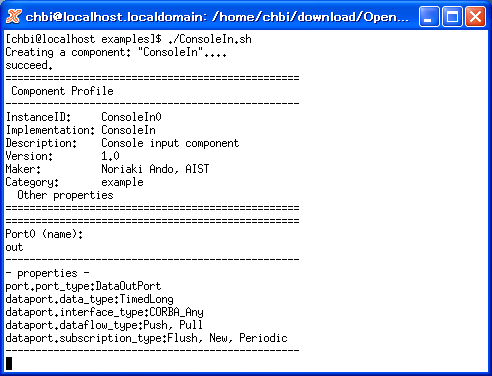 chbi@localhost.localdomain: /home/chbi/download/Open...
[chbi@localhost examples]$ ./ConsoleIn.sh
Creating a component: "ConsoleIn"....
succeed.
=================================================
 Component Profile
-------------------------------------------------
InstanceID:     ConsoleIn0
Implementation: ConsoleIn
Description:    Console input component
Version:        1.0
Maker:          Noriaki Ando, AIST
Category:       example
  Other properties
=================================================
=================================================
Port0 (name):
out
-------------------------------------------------
- properties -
port.port_type:DataOutPort
dataport.data_type:TimedLong
dataport.interface_type:CORBA_Any
dataport.dataflow_type:Push, Pull
dataport.subscription_type:Flush, New, Periodic
-------------------------------------------------